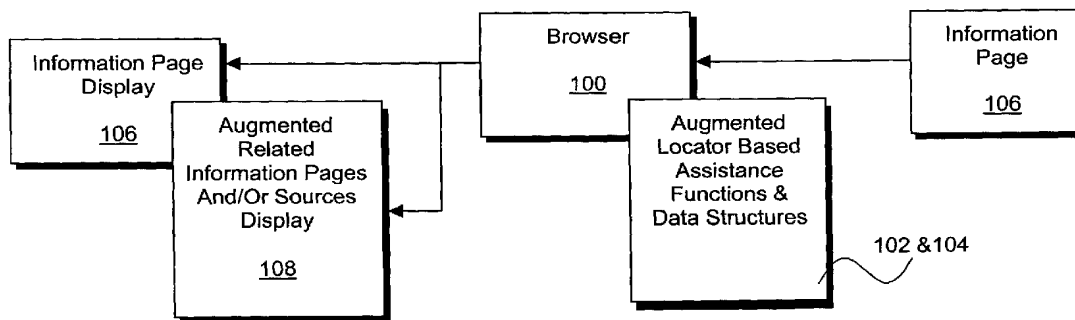 Information Page
Display
106
Augmented
Related
Information Pages
And/Or Sources
Display
108
Browser
100
Augmented
Locator Based
Assistance
Functions &
Data Structures
102 &104
Information
Page
106